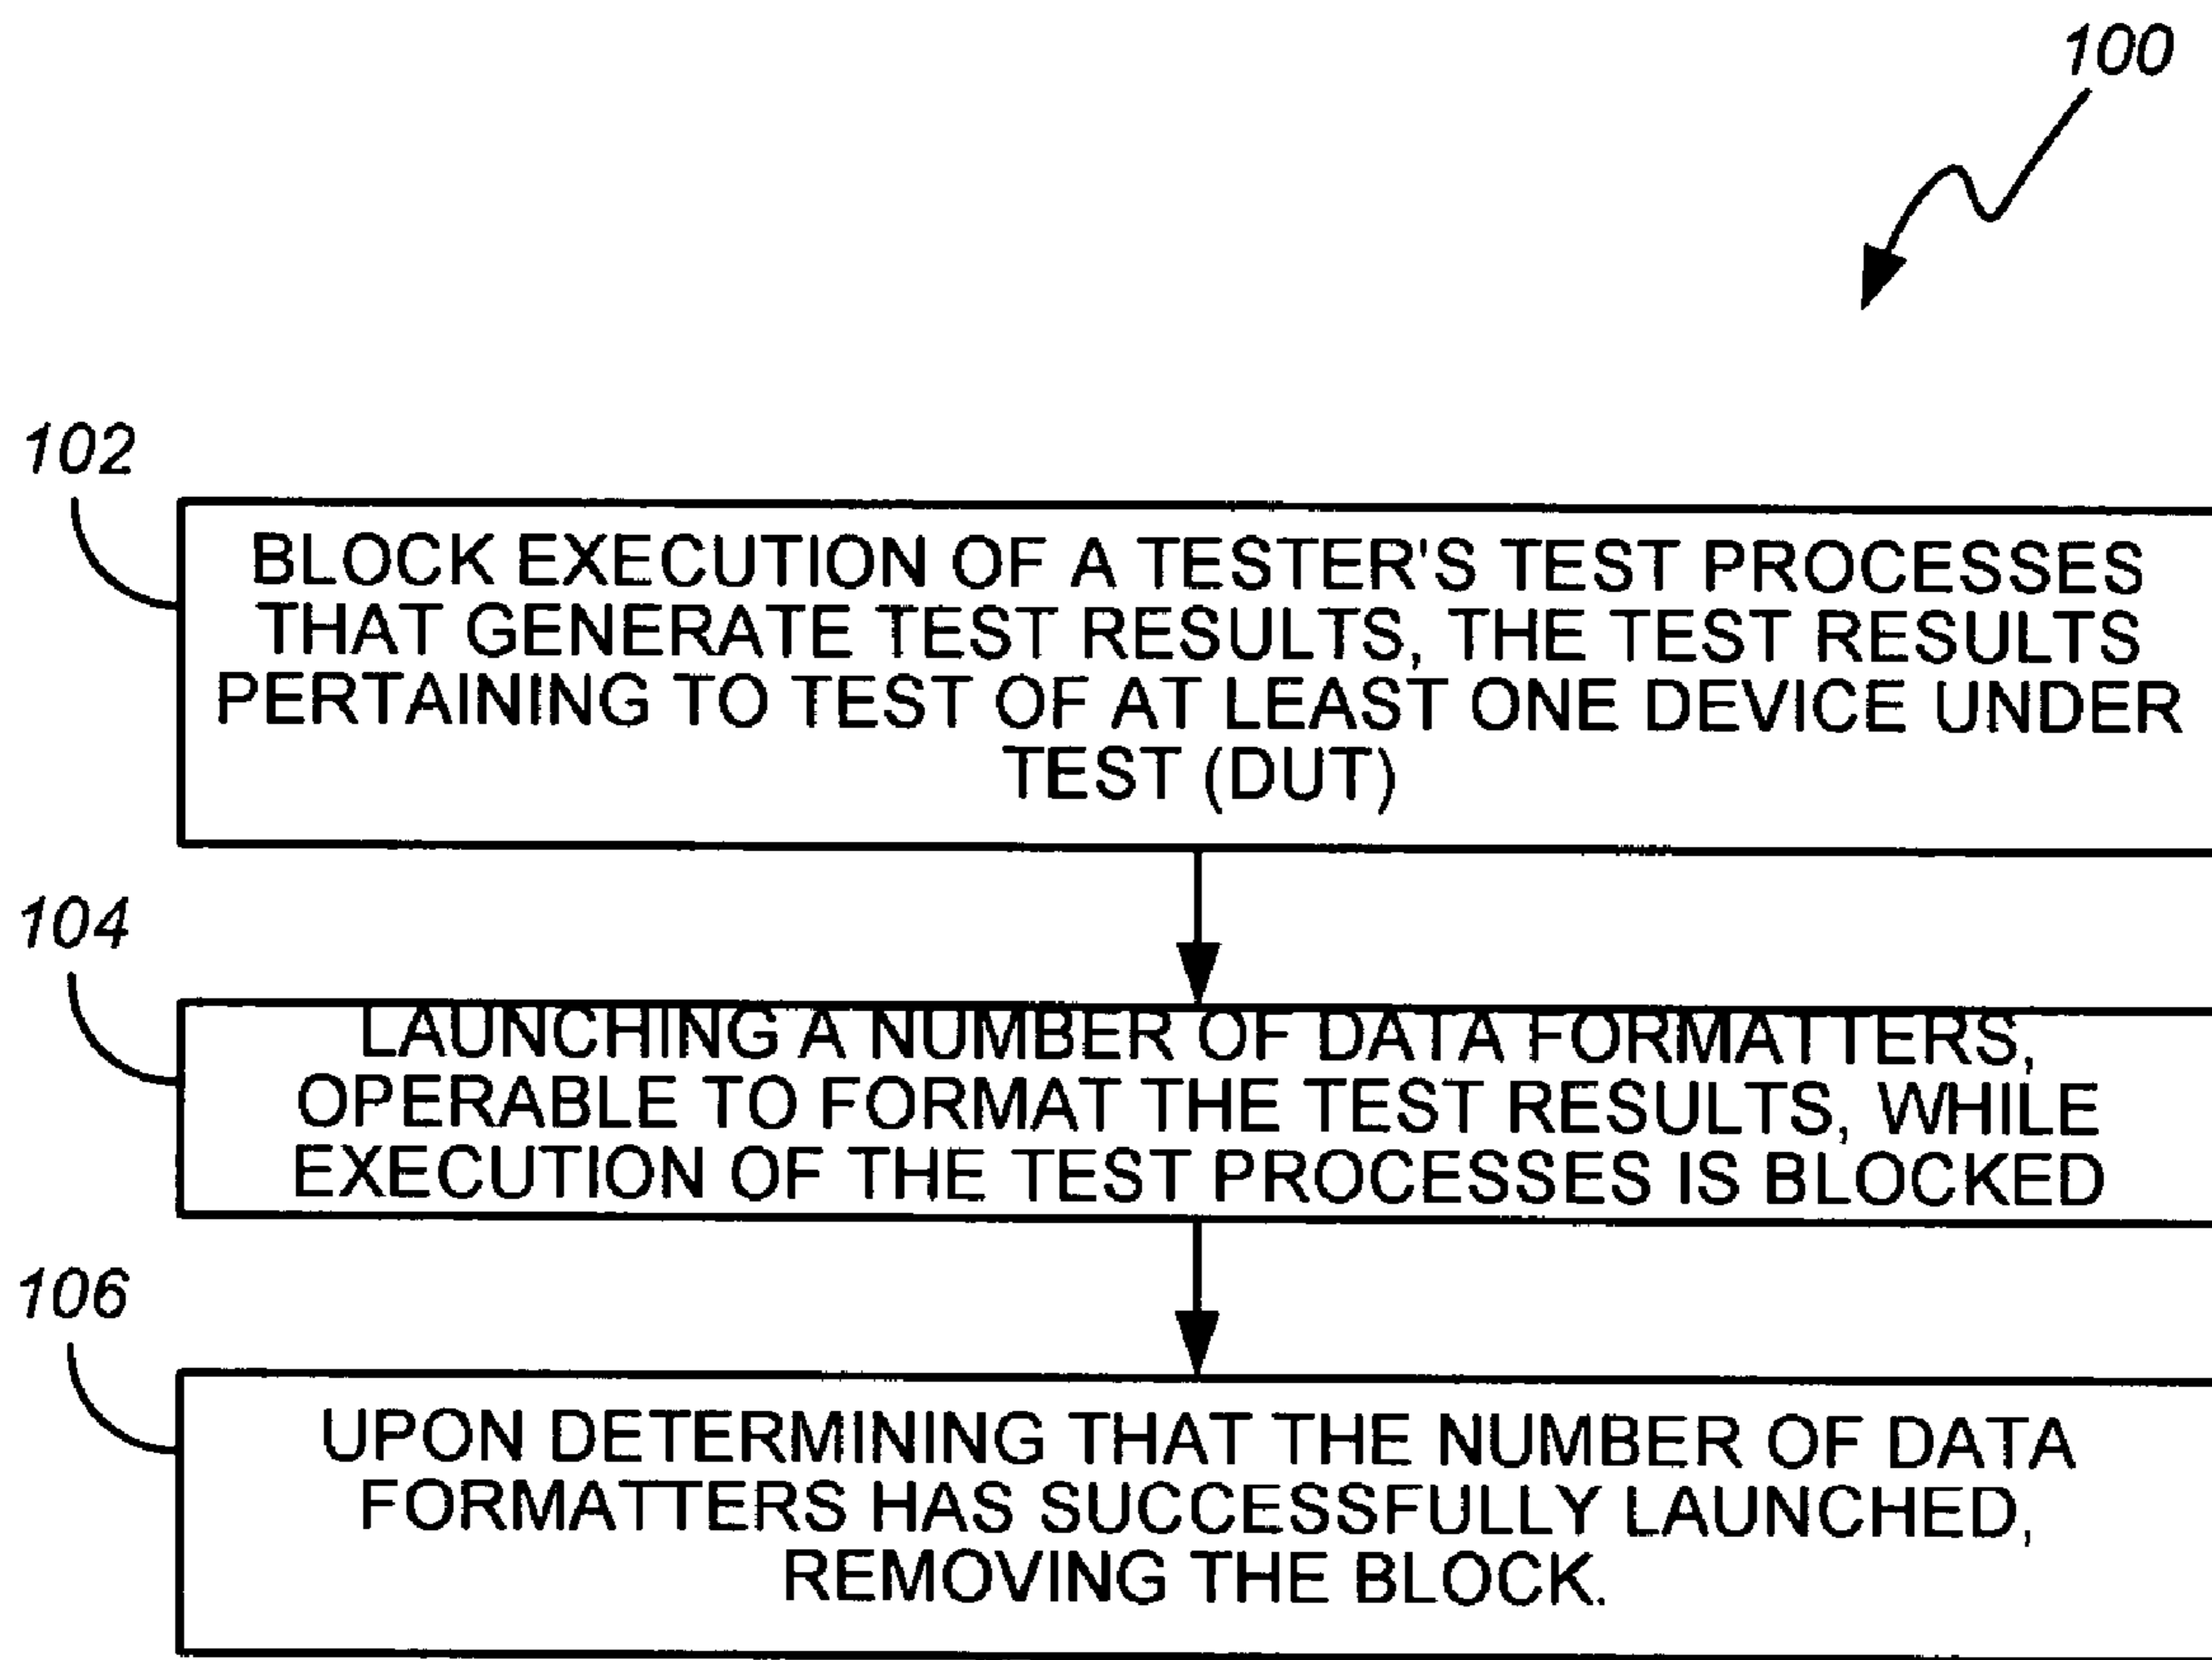 100
102
BLOCK EXECUTION OF A TESTER'S TEST PROCESSES
THAT GENERATE TEST RESULTS, THE TEST RESULTS
PERTAINING TO TEST OF AT LEAST ONE DEVICE UNDER
TEST (DUT)
104
LAUNCHING A NUMBER OF DATA FORMATTERS,
OPERABLE TO FORMAT THE TEST RESULTS, WHILE
EXECUTION OF THE TEST PROCESSES IS BLOCKED
106
UPON DETERMINING THAT THE NUMBER OF DATA
FORMATTERS HAS SUCCESSFULLY LAUNCHED,
REMOVING THE BLOCK.